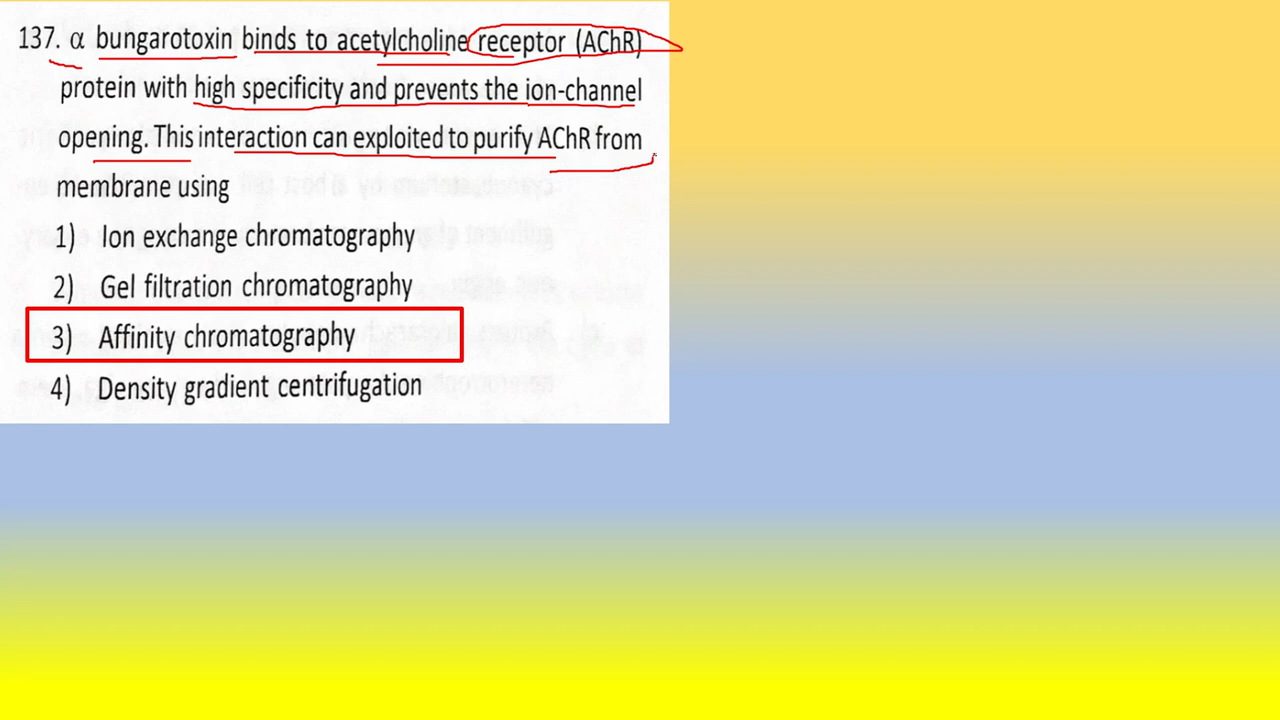 137. α bungarotoxin binds to acetylcholine receptor (AChR)
protein with high specificity and prevents the ion-channel
opening. This interaction can exploited to purify AChR from
membrane using
1) Ion exchange chromatography
2) Gel filtration chromatography
3) Affinity chromatography
4) Density gradient centrifugation